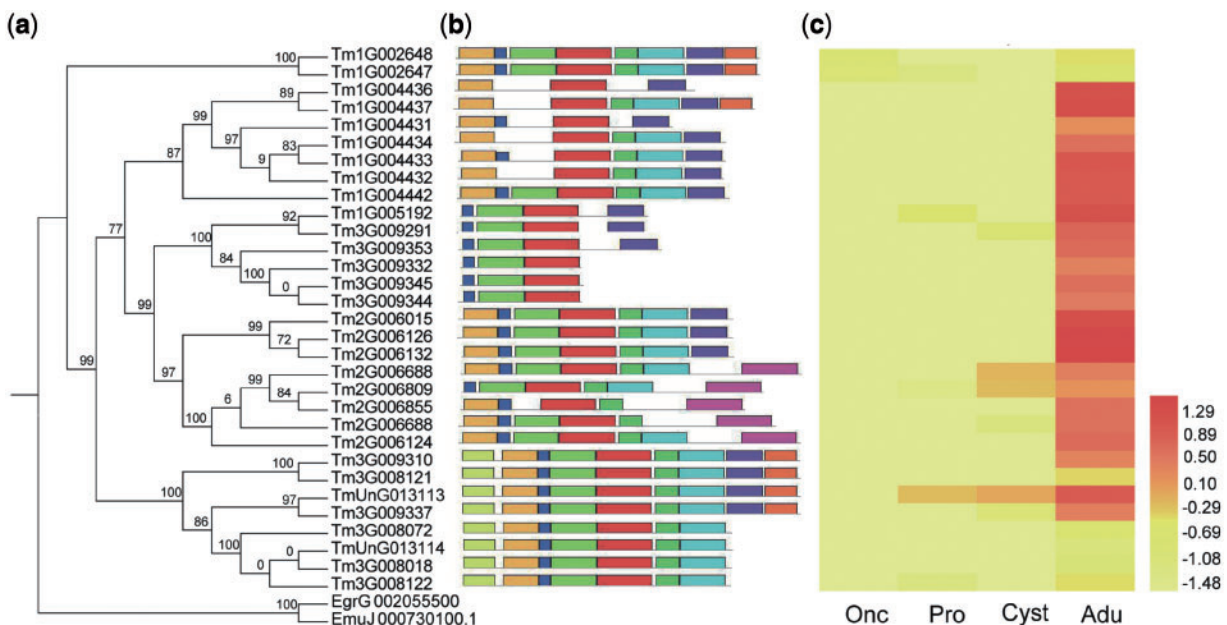 (a)
(b)
(c)
Tm1G002648
Tm1G002647
Tm1G004436
Tm1G004437
Tm1G004431
Tm1G004434
Tm1G004433
Tm1G004432
Tm1G004442
Tm1G005192
Tm3G009291
Tm3G009353
Tm3G009332
Tm3G009345
Tm3G009344
Tm2G006015
Tm2G006126
Tm2G006132
Tm2G006688
Tm2G006809
Tm2G006855
Tm2G006688
Tm2G006124
Tm3G009310
Tm3G008121
TmUnG013113
Tm3G009337
Tm3G008072
TmUnG013114
Tm3G008018
Tm3G008122
EgrG 002055500
EmuJ 000730100.1
100
89
99
97
83
9
87
77
92
100
84
100
0
99
99
72
97
99
84
6
100
99
100
100
97
86
100
0
0
100
1.29
0.89
0.50
0.10
-0.29
-0.69
-1.08
-1.48
Onc
Pro
Cyst
Adu